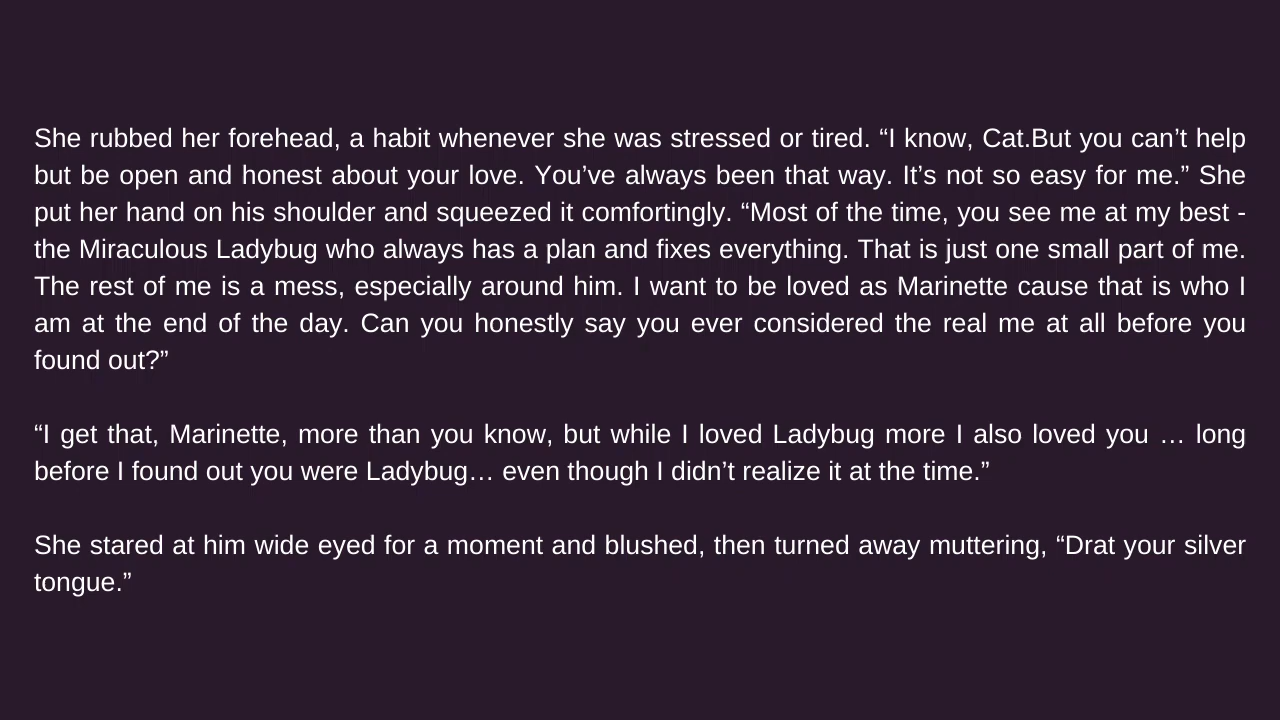 She rubbed her forehead, a habit whenever she was stressed or tired. “I know, Cat.But you can’t help
but be open and honest about your love. You’ve always been that way. It’s not so easy for me.” She
put her hand on his shoulder and squeezed it comfortingly. “Most of the time, you see me at my best -
the Miraculous Ladybug who always has a plan and fixes everything. That is just one small part of me.
The rest of me is a mess, especially around him. I want to be loved as Marinette cause that is who I
am at the end of the day. Can you honestly say you ever considered the real me at all before you
found out?”
“I get that, Marinette, more than you know, but while I loved Ladybug more I also loved you … long
before I found out you were Ladybug… even though I didn’t realize it at the time.”
She stared at him wide eyed for a moment and blushed, then turned away muttering, “Drat your silver
tongue.”